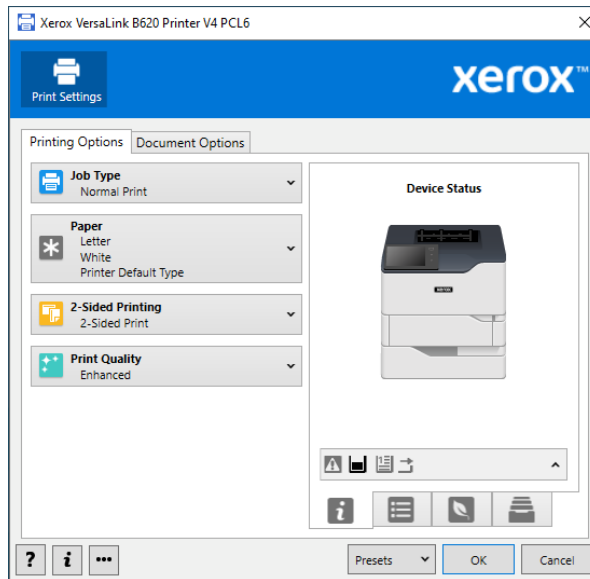 Xerox VersaLink B620 Printer V4 PCL6
Print Settings
xerox™
Printing Options
Document Options
Job Type
Normal Print
Paper
Letter
White
Printer Default Type
2-Sided Printing
2-Sided Print
Print Quality
Enhanced
Device Status
xerox
?
i
•••
Presets
OK
Cancel